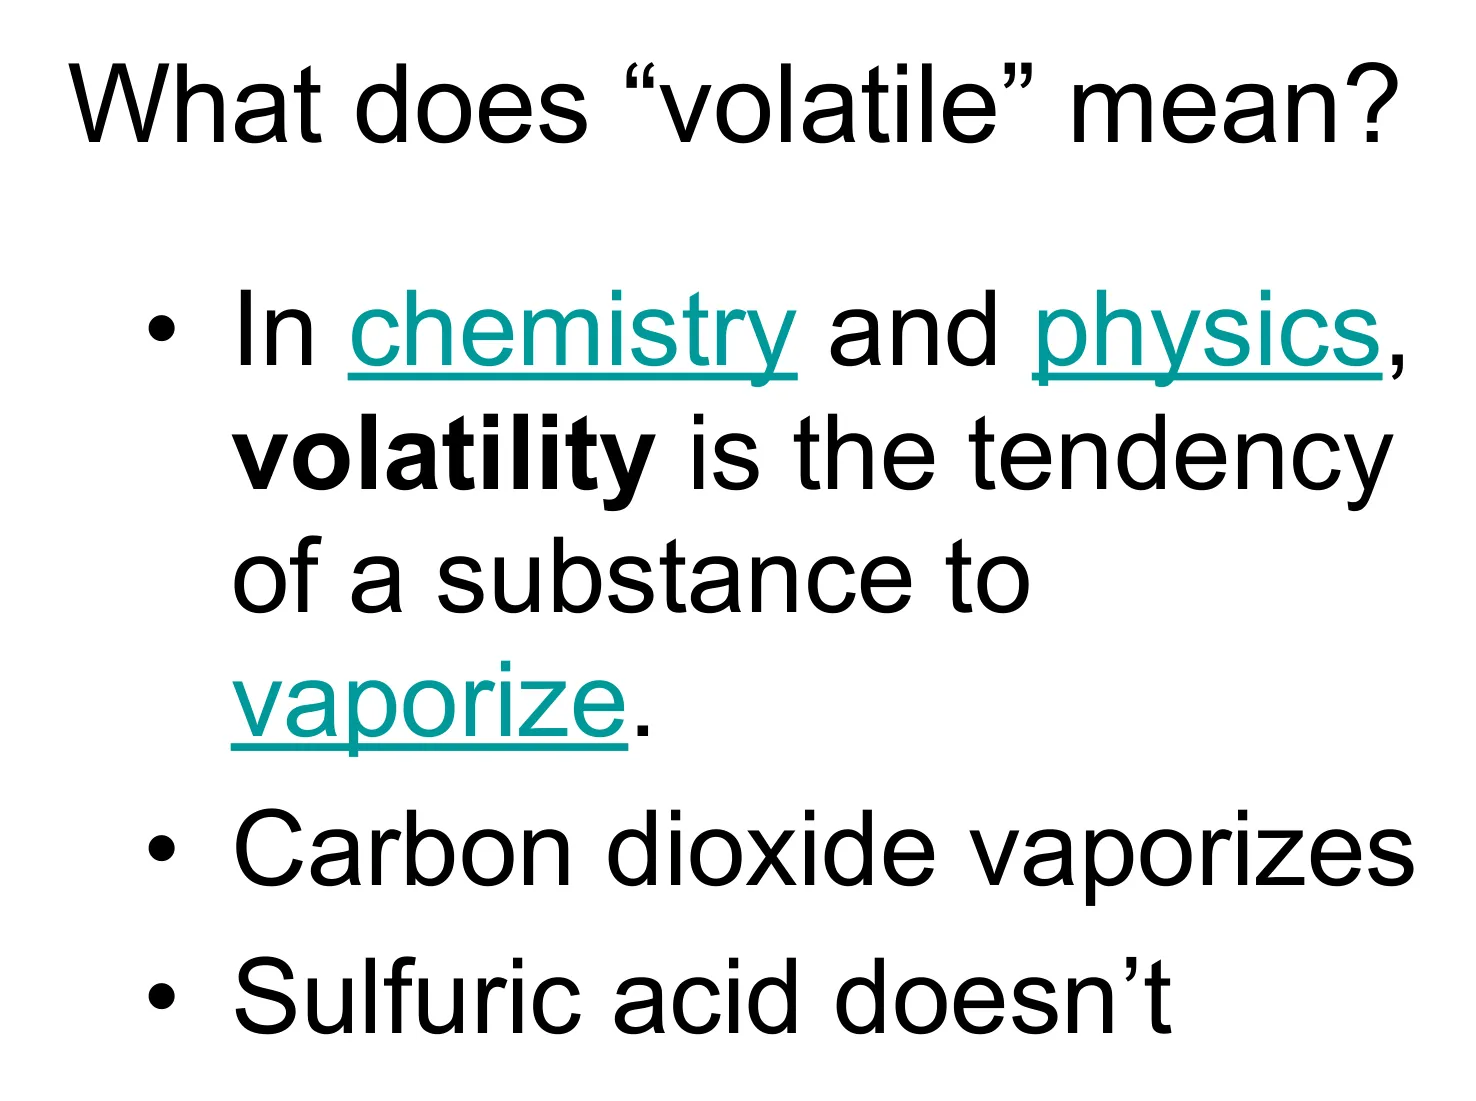 What does “volatile” mean?
• In chemistry and physics,
volatility is the tendency
of a substance to
vaporize.
• Carbon dioxide vaporizes
• Sulfuric acid doesn’t